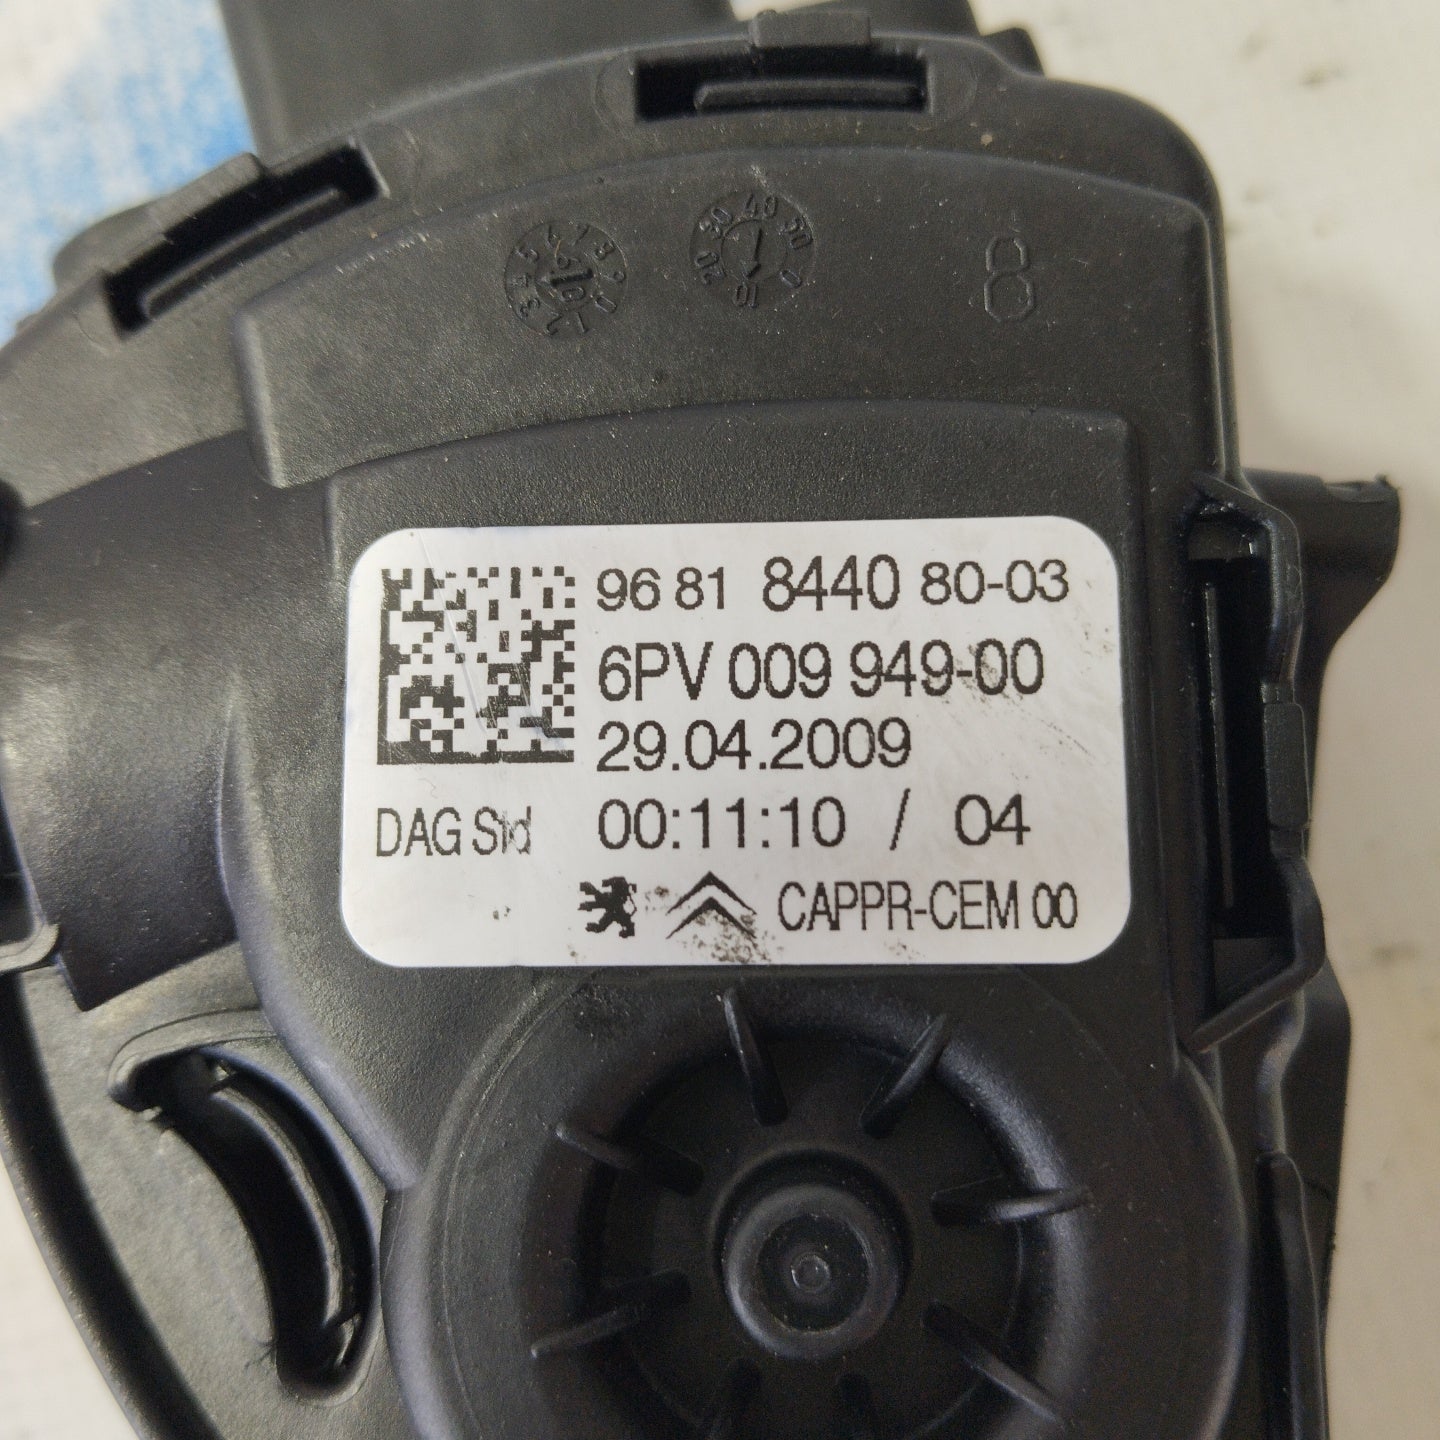 8
96 81 8440 80-03
6PV 009 949-00
29.04.2009
DAG Std 00:11:10 / 04
CAPPR-CEM 00